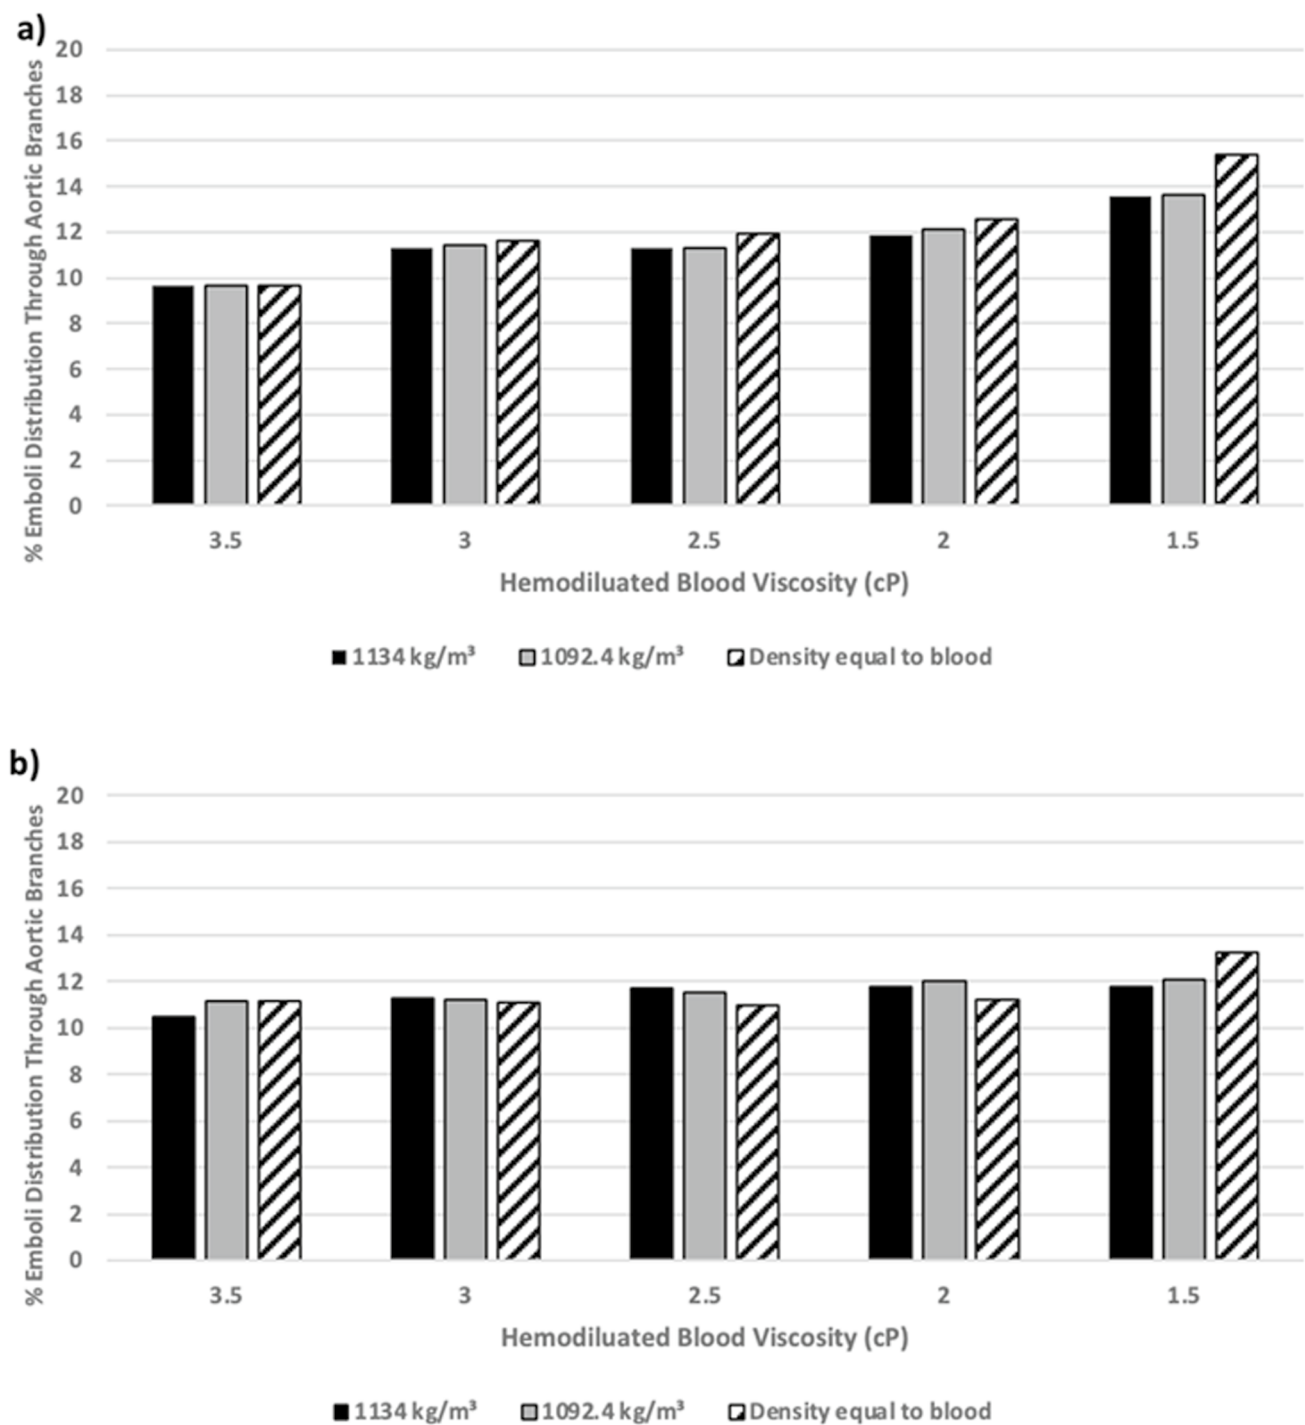 a)
% Emboli Distribution Through Aortic Branches
20
18
16
14
12
10
8
6
4
2
0
3.5 3 2.5 2 1.5
Hemodiluated Blood Viscosity (cP)
1134 kg/m³ 1092.4 kg/m³ Density equal to blood
b)
% Emboli Distribution Through Aortic Branches
20
18
16
14
12
10
8
6
4
2
0
3.5 3 2.5 2 1.5
Hemodiluated Blood Viscosity (cP)
1134 kg/m³ 1092.4 kg/m³ Density equal to blood